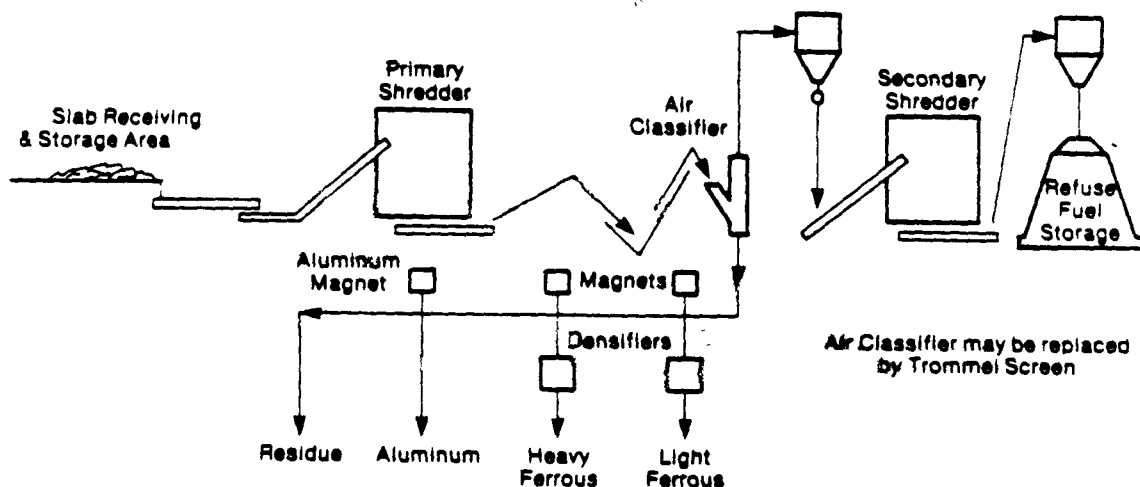 Slab Receiving
& Storage Area
Primary
Shredder
Air
Classifier
Secondary
Shredder
Refuse
Fuel
Storage
Aluminum
Magnet
Magnets
Densifiers
Air Classifier may be replaced
by Trommel Screen
Residue
Aluminum
Heavy
Ferrous
Light
Ferrous